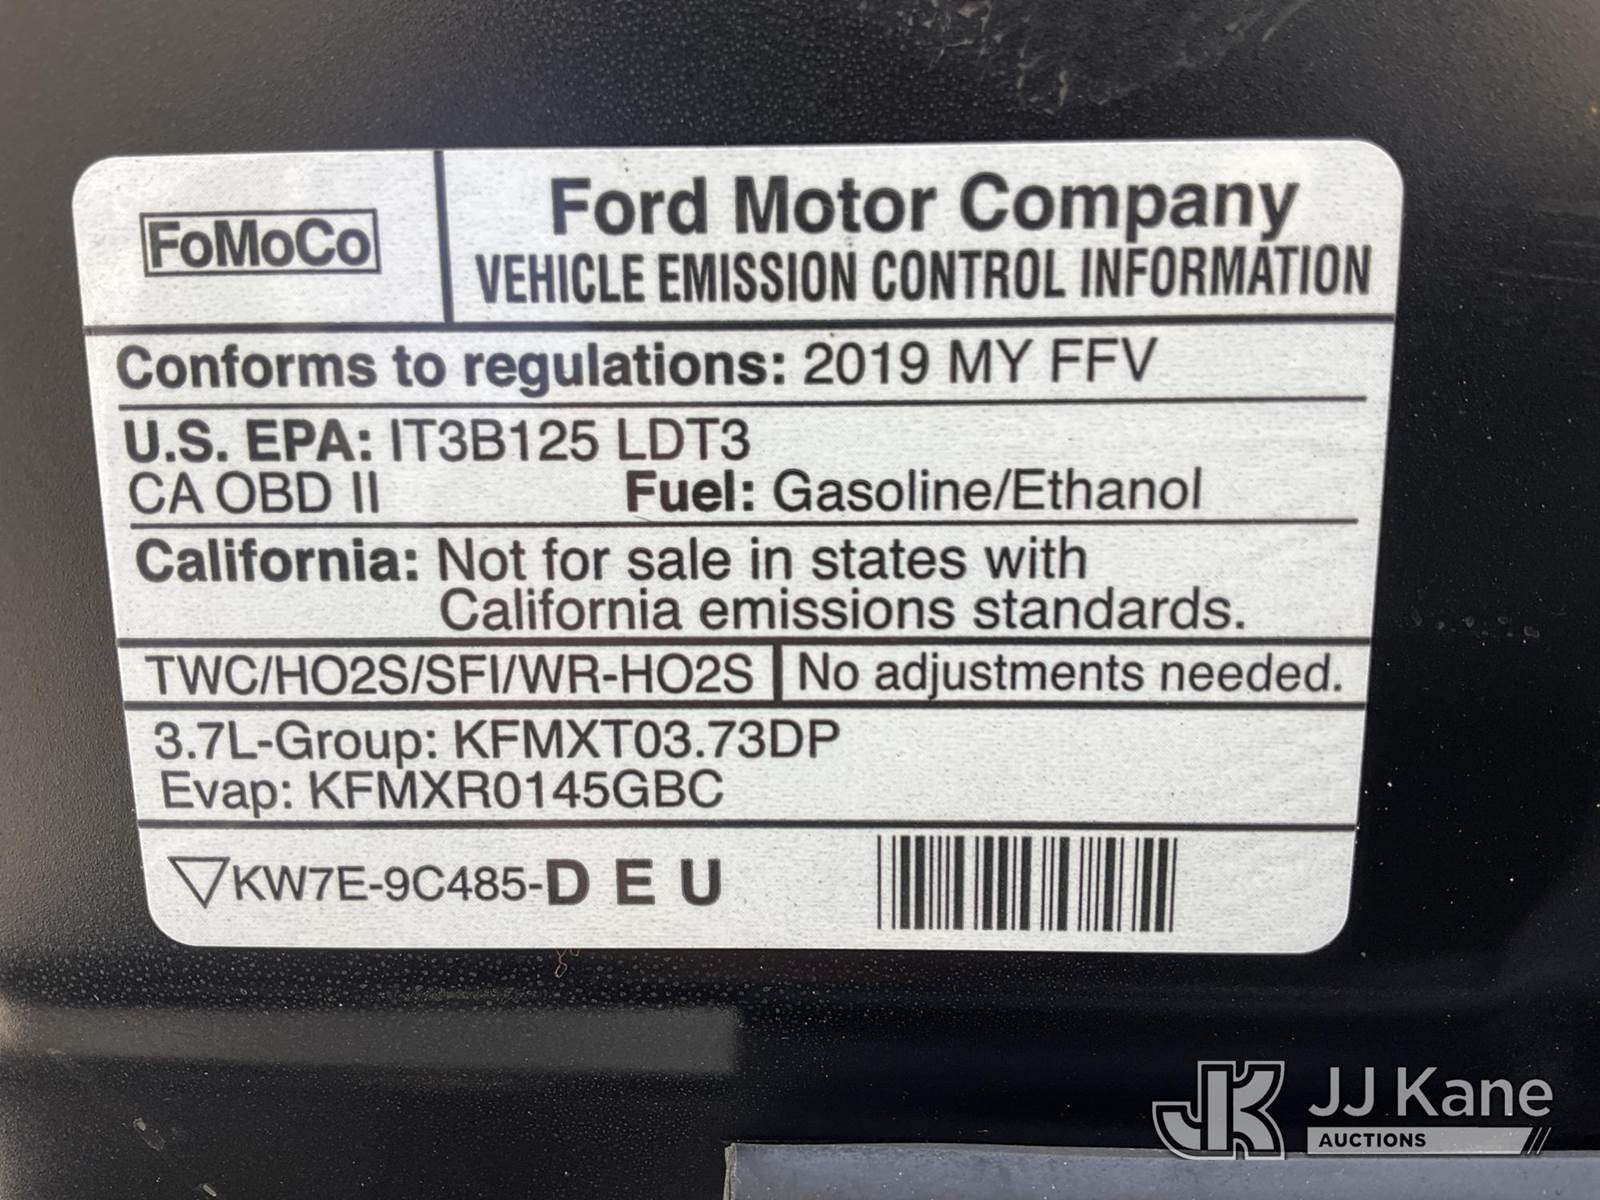 FoMoCo
Ford Motor Company
VEHICLE EMISSION CONTROL INFORMATION
Conforms to regulations: 2019 MY FFV
U.S. EPA: IT3B125 LDT3
CA OBD II Fuel: Gasoline/Ethanol
California: Not for sale in states with
California emissions standards.
TWC/HO2S/SFI/WR-HO2S No adjustments needed.
3.7L-Group: KFMXT03.73DP
Evap: KFMXR0145GBC
KW7E-9C485-D E U
JK JJ Kane
AUCTIONS